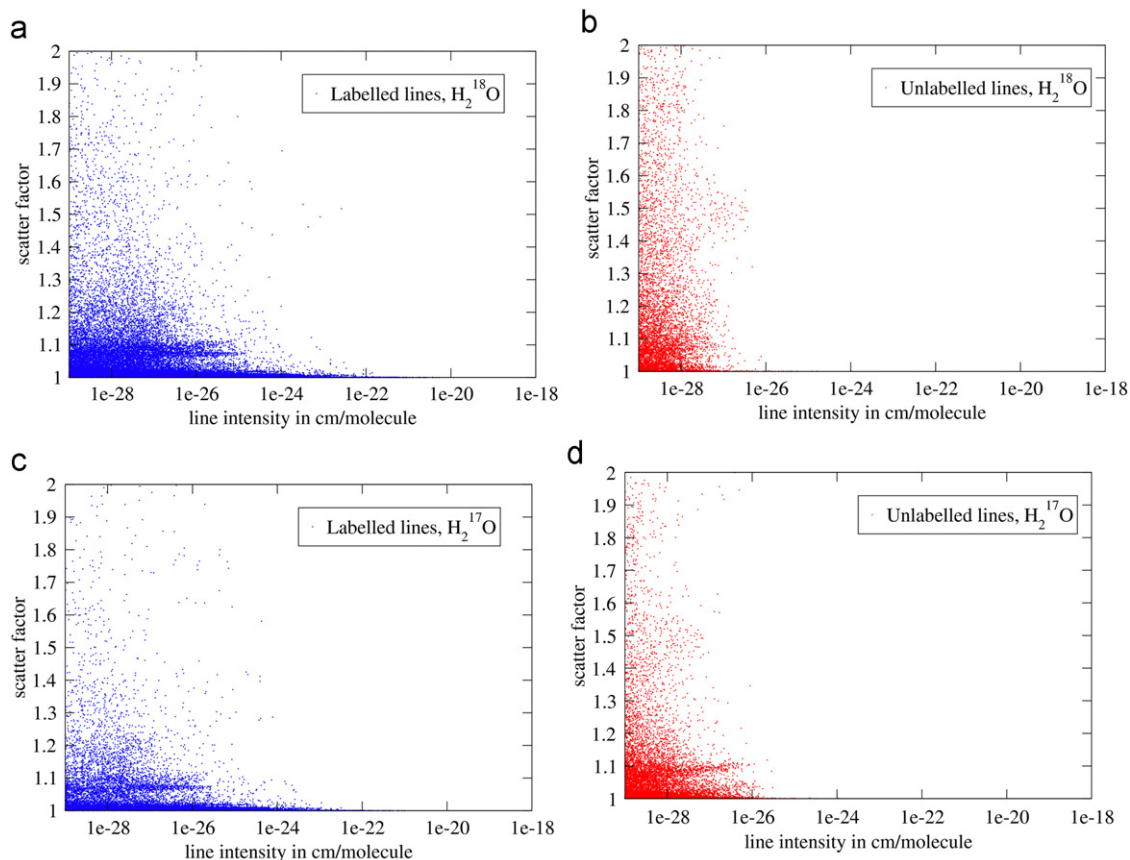 a
2
1.9
1.8
1.7
1.6
1.5
1.4
1.3
1.2
1.1
1
scatter factor
Labelled lines, H₂¹⁸O
1e-28 1e-26 1e-24 1e-22 1e-20 1e-18
line intensity in cm/molecule
b
2
1.9
1.8
1.7
1.6
1.5
1.4
1.3
1.2
1.1
1
scatter factor
Unlabelled lines, H₂¹⁸O
1e-28 1e-26 1e-24 1e-22 1e-20 1e-18
line intensity in cm/molecule
c
2
1.9
1.8
1.7
1.6
1.5
1.4
1.3
1.2
1.1
1
scatter factor
Labelled lines, H₂¹⁷O
1e-28 1e-26 1e-24 1e-22 1e-20 1e-18
line intensity in cm/molecule
d
2
1.9
1.8
1.7
1.6
1.5
1.4
1.3
1.2
1.1
1
scatter factor
Unlabelled lines, H₂¹⁷O
1e-28 1e-26 1e-24 1e-22 1e-20 1e-18
line intensity in cm/molecule